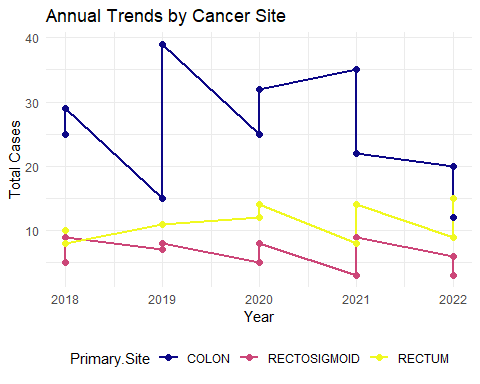 Annual Trends by Cancer Site
40
30
20
10
Total Cases
2018 2019 2020 2021 2022
Year
Primary.Site COLON RECTOSIGMOID RECTUM